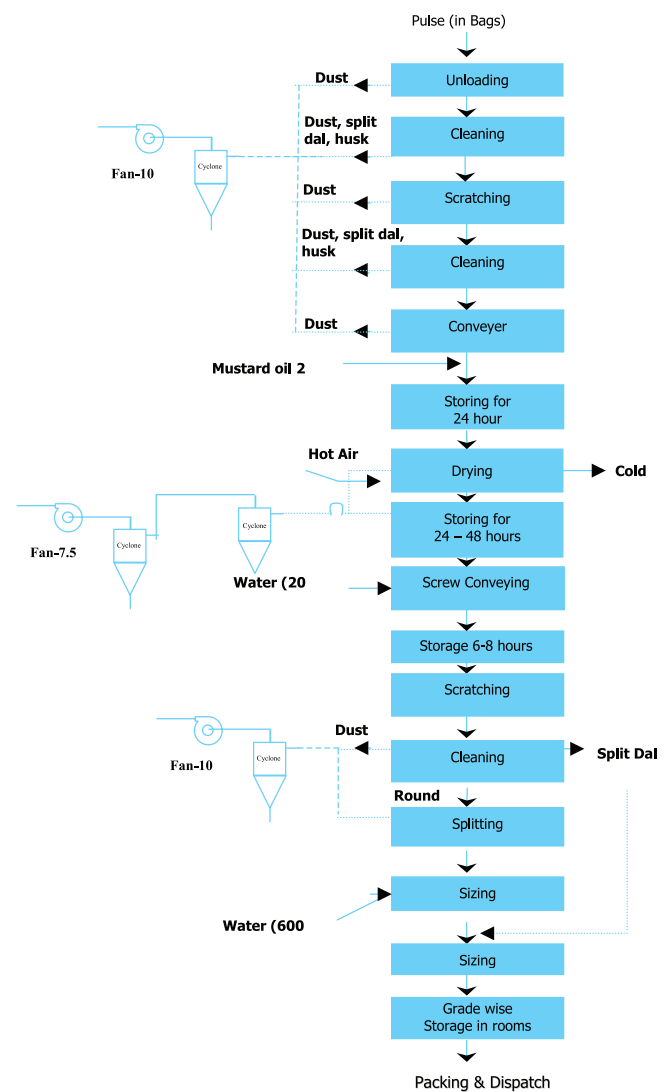 Pulse (in Bags)
Dust
Unloading
Dust, split
dal, husk
Cleaning
Cyclone
Fan-10
Dust
Scratching
Dust, split dal,
husk
Cleaning
Dust
Conveyer
Mustard oil 2
Storing for
24 hour
Hot Air
Drying
Cold
Storing for
24 – 48 hours
Cyclone
Cyclone
Fan-7.5
Water (20
Screw Conveying
Storage 6-8 hours
Scratching
Dust
Cleaning
Split Dal
Cyclone
Fan-10
Round
Splitting
Sizing
Water (600
Sizing
Grade wise
Storage in rooms
Packing & Dispatch